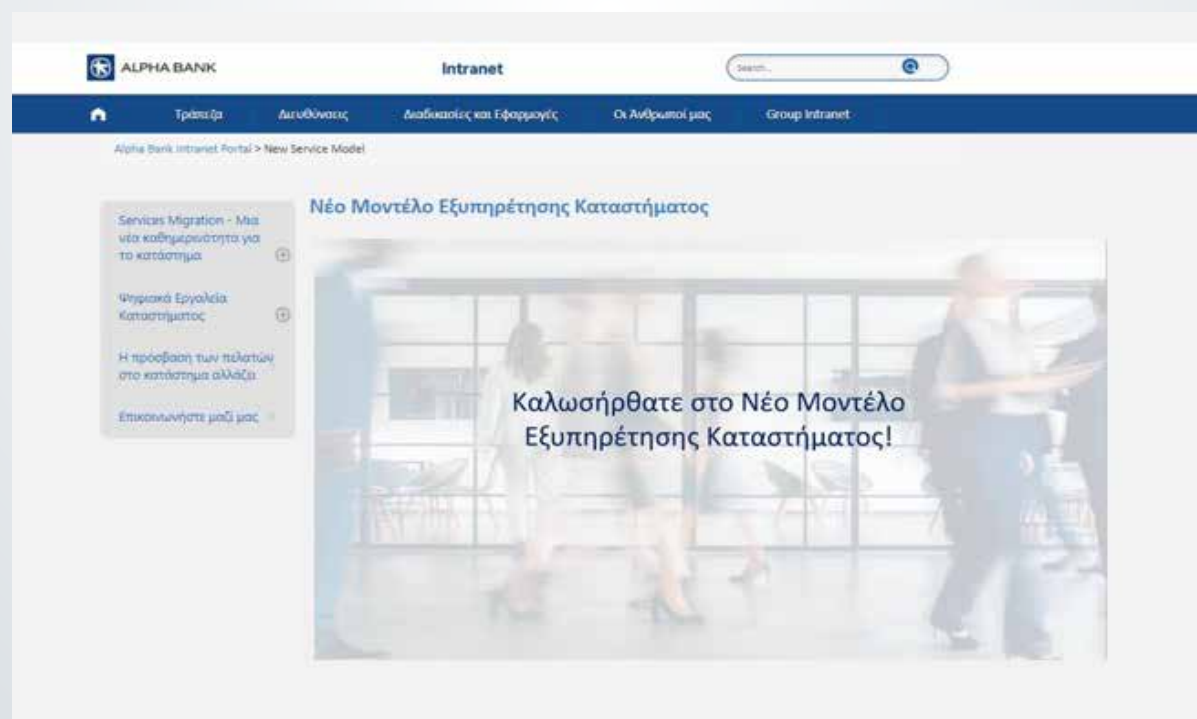 ALPHA BANK
Intranet
Search...
Τράπεζα
Διευθύνσεις
Διαδικασίες και Εφαρμογές
Οι Άνθρωποί μας
Group Intranet
Alpha Bank Intranet Portal > New Service Model
Services Migration - Μια
νέα καθημερινότητα για
το κατάστημα
Ψηφιακά Εργαλεία
Καταστήματος
Η πρόσβαση των πελατών
στο κατάστημα αλλάζει
Επικοινωνήστε μαζί μας
Νέο Μοντέλο Εξυπηρέτησης Καταστήματος
Καλωσήρθατε στο Νέο Μοντέλο
Εξυπηρέτησης Καταστήματος!